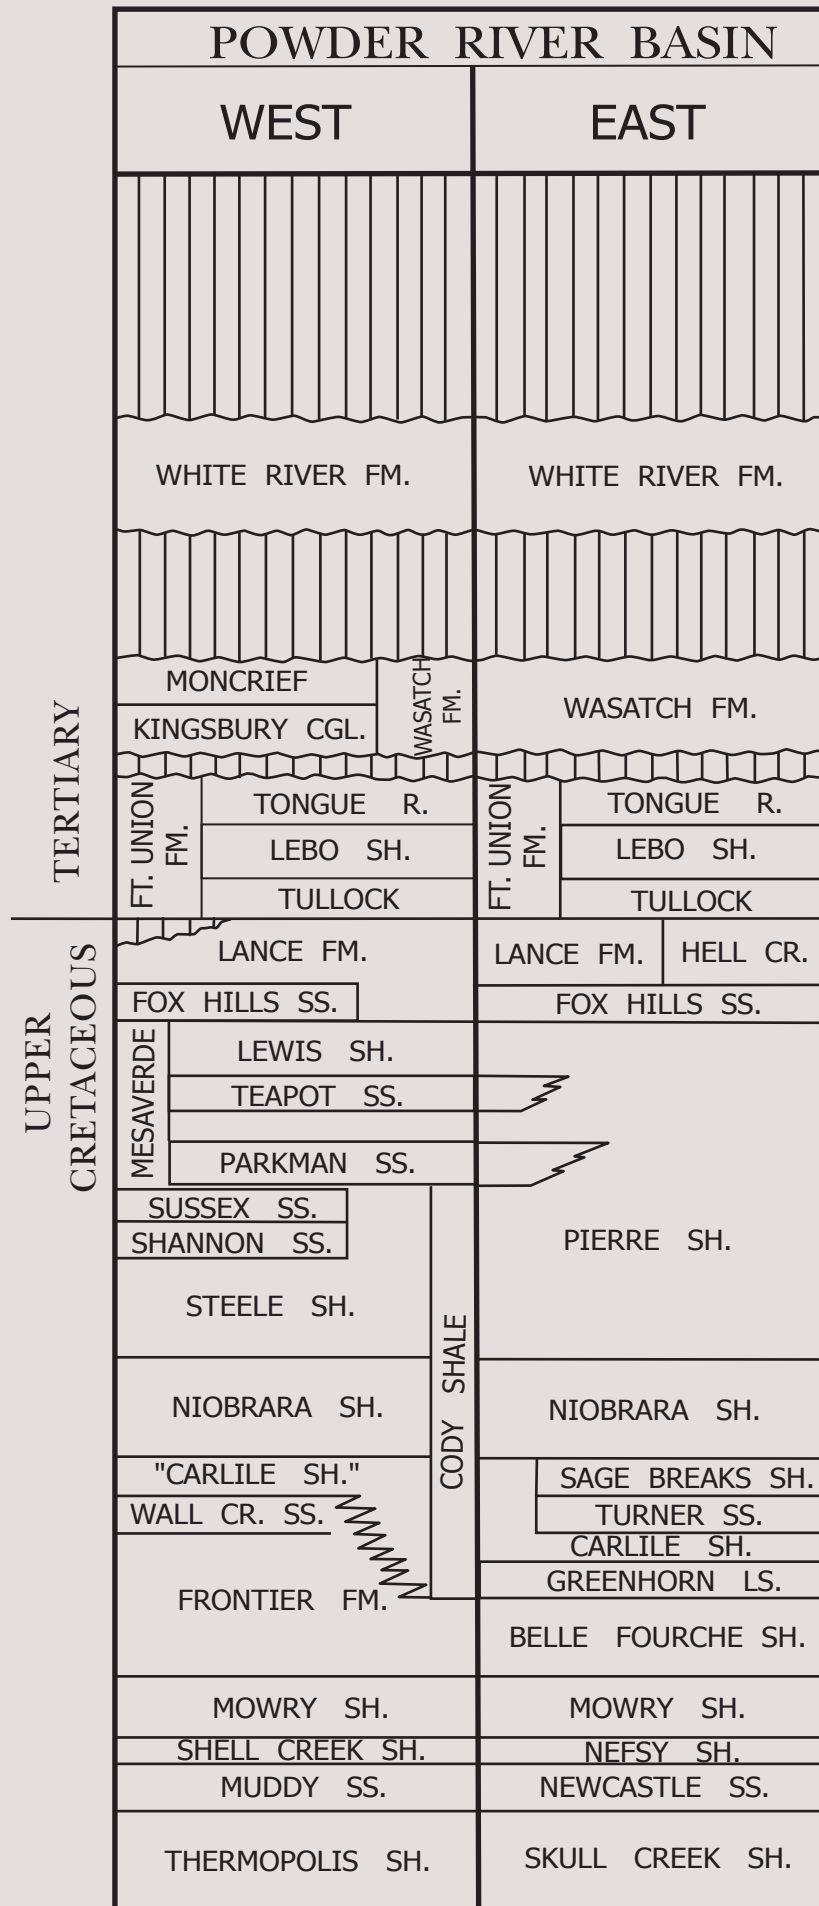 POWDER RIVER BASIN
WEST
EAST
WHITE RIVER FM.
WHITE RIVER FM.
MONCRIEF
KINGSBURY CGL.
WASATCH
FM.
WASATCH FM.
TERTIARY
FT. UNION
FM.
TONGUE R.
LEBO SH.
TULLOCK
FT. UNION
FM.
TONGUE R.
LEBO SH.
TULLOCK
UPPER
CRETACEOUS
LANCE FM.
LANCE FM.
HELL CR.
FOX HILLS SS.
FOX HILLS SS.
MESAVERDE
LEWIS SH.
TEAPOT SS.
PARKMAN SS.
SUSSEX SS.
SHANNON SS.
STEELE SH.
PIERRE SH.
CODY SHALE
NIOBRARA SH.
NIOBRARA SH.
"CARLILE SH."
WALL CR. SS.
SAGE BREAKS SH.
TURNER SS.
CARLILE SH.
GREENHORN LS.
FRONTIER FM.
BELLE FOURCHE SH.
MOWRY SH.
MOWRY SH.
SHELL CREEK SH.
NEFSY SH.
MUDDY SS.
NEWCASTLE SS.
THERMOPOLIS SH.
SKULL CREEK SH.